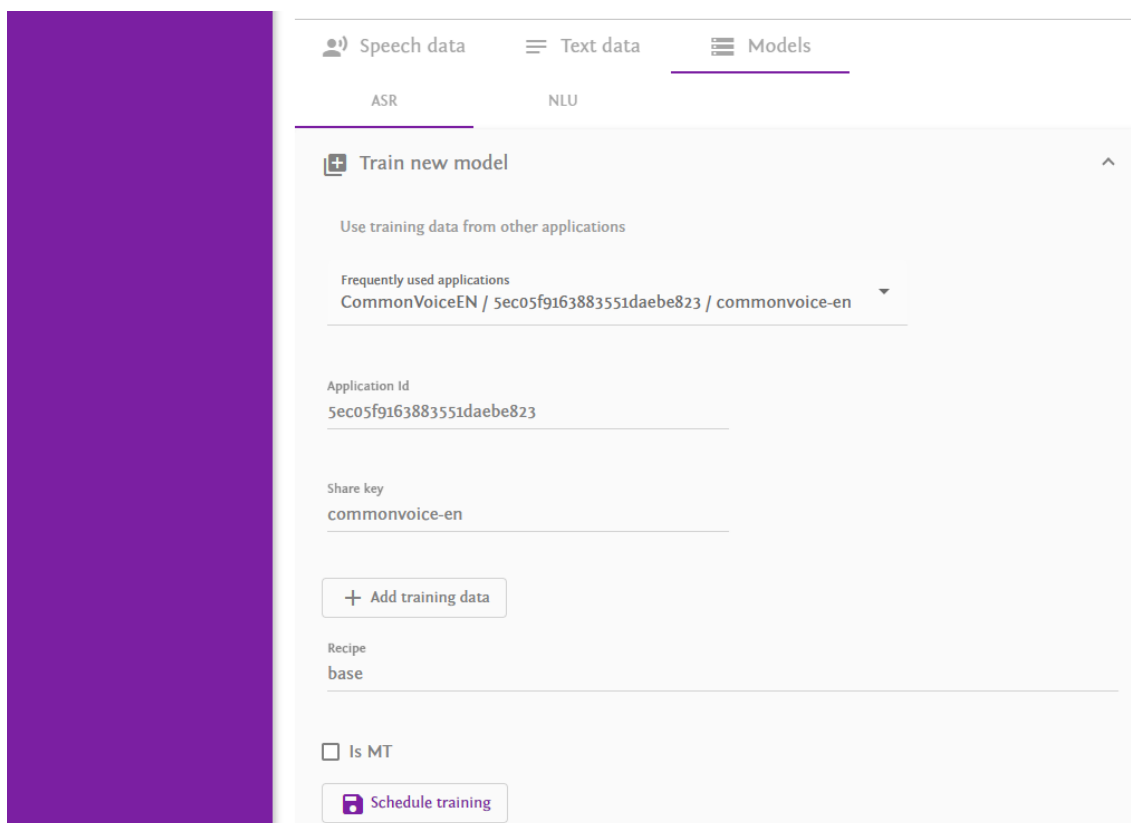 Speech data
Text data
Models
ASR
NLU
Train new model
Use training data from other applications
Frequently used applications
CommonVoiceEN / 5ec05f9163883551daebe823 / commonvoice-en
Application Id
5ec05f9163883551daebe823
Share key
commonvoice-en
Add training data
Recipe
base
Is MT
Schedule training